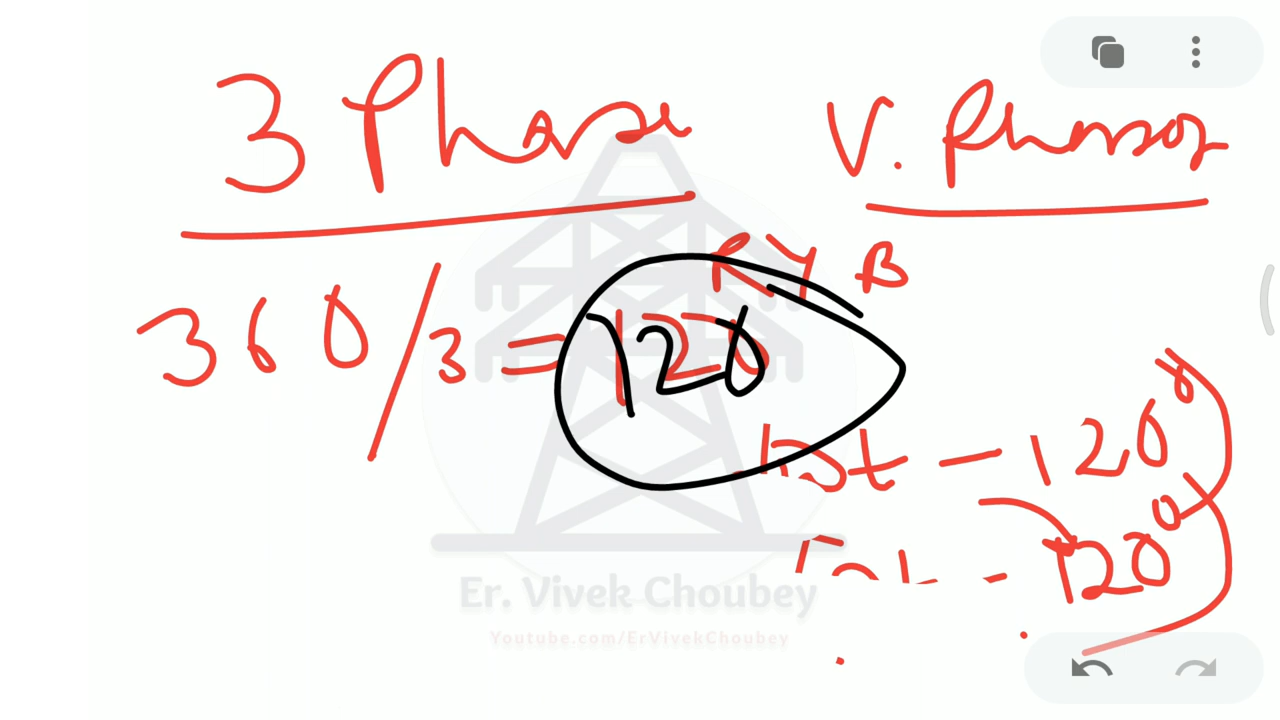 3 Phase V. Phasor
R Y B
360/3 = 120
120
1st - 120°
120°
Er. Vivek Choubey
Youtube.com/ErVivekChoubey